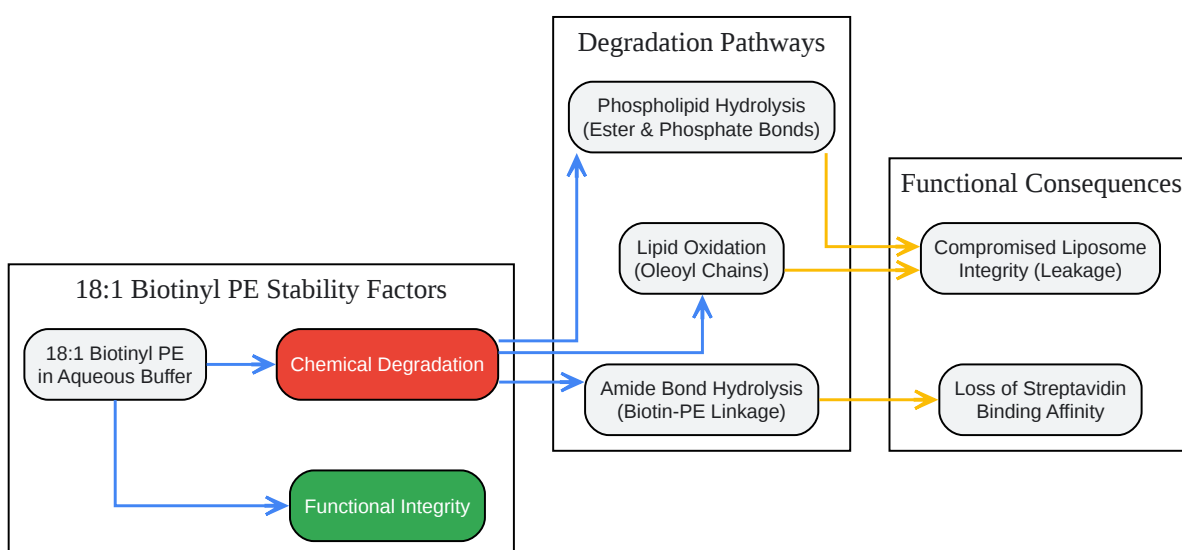 18:1 Biotinyl PE Stability Factors
18:1 Biotinyl PE
in Aqueous Buffer
Chemical Degradation
Functional Integrity
Degradation Pathways
Phospholipid Hydrolysis
(Ester & Phosphate Bonds)
Lipid Oxidation
(Oleoyl Chains)
Amide Bond Hydrolysis
(Biotin-PE Linkage)
Functional Consequences
Compromised Liposome
Integrity (Leakage)
Loss of Streptavidin
Binding Affinity